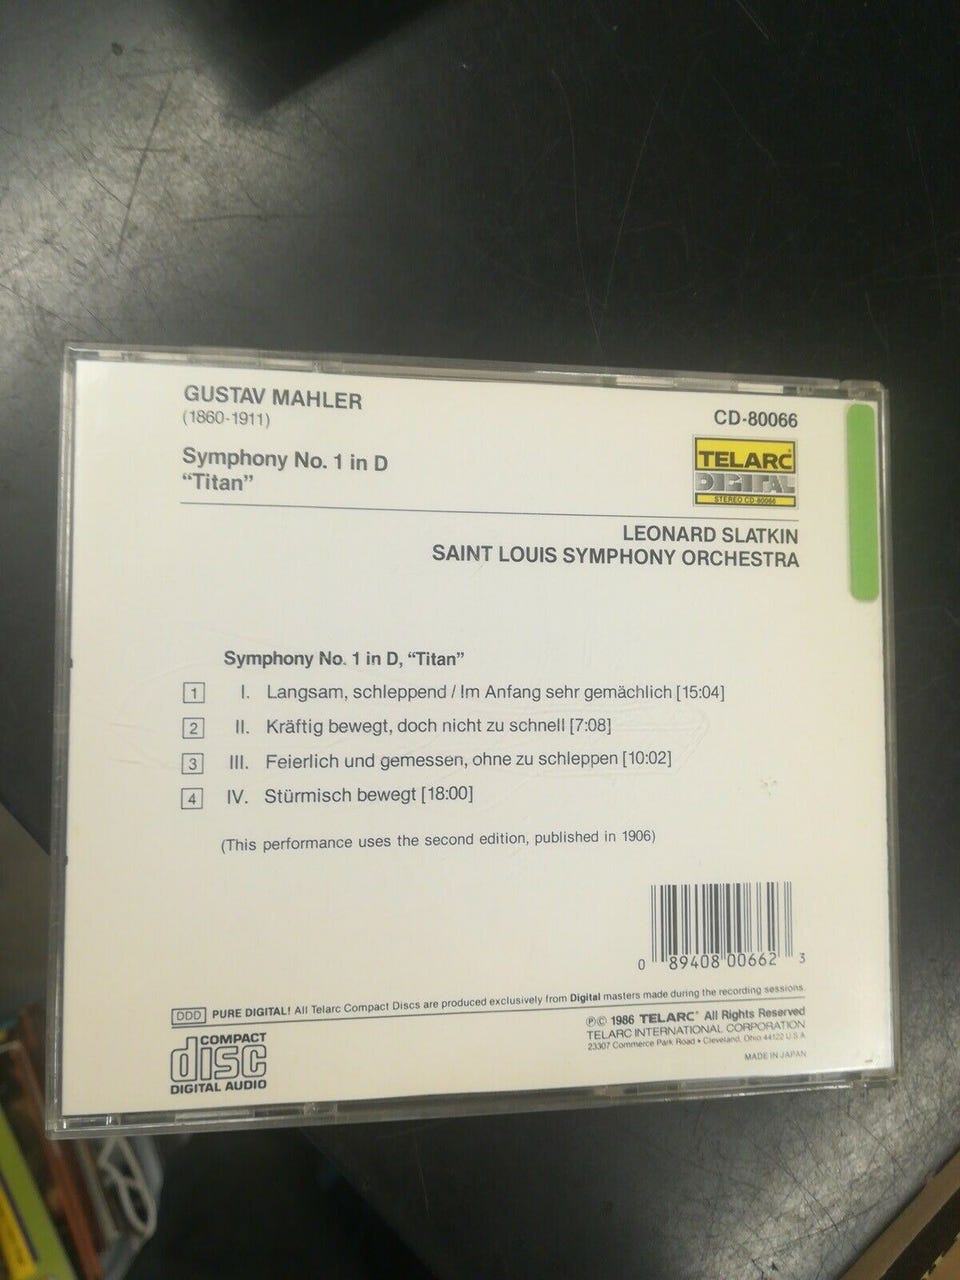 GUSTAV MAHLER
(1860-1911)
CD-80066
Symphony No. 1 in D
“Titan”
TELARC®
DIGITAL
STEREO CD-80066
LEONARD SLATKIN
SAINT LOUIS SYMPHONY ORCHESTRA
Symphony No. 1 in D, “Titan”
1 I. Langsam, schleppend / Im Anfang sehr gemächlich [15:04]
2 II. Kräftig bewegt, doch nicht zu schnell [7:08]
3 III. Feierlich und gemessen, ohne zu schleppen [10:02]
4 IV. Stürmisch bewegt [18:00]
(This performance uses the second edition, published in 1906)
0 89408 00662 3
DDD PURE DIGITAL! All Telarc Compact Discs are produced exclusively from Digital masters made during the recording sessions.
COMPACT
disc
DIGITAL AUDIO
℗© 1986 TELARC® All Rights Reserved
TELARC INTERNATIONAL CORPORATION
23307 Commerce Park Road • Cleveland, Ohio 44122 U.S.A.
MADE IN JAPAN